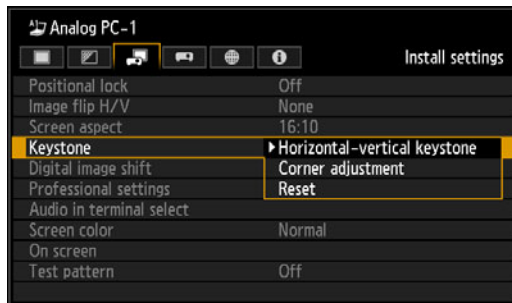 Analog PC-1
Install settings
Positional lock Off
Image flip H/V None
Screen aspect 16:10
Keystone Horizontal-vertical keystone
Digital image shift Corner adjustment
Professional settings Reset
Audio in terminal select
Screen color Normal
On screen
Test pattern Off